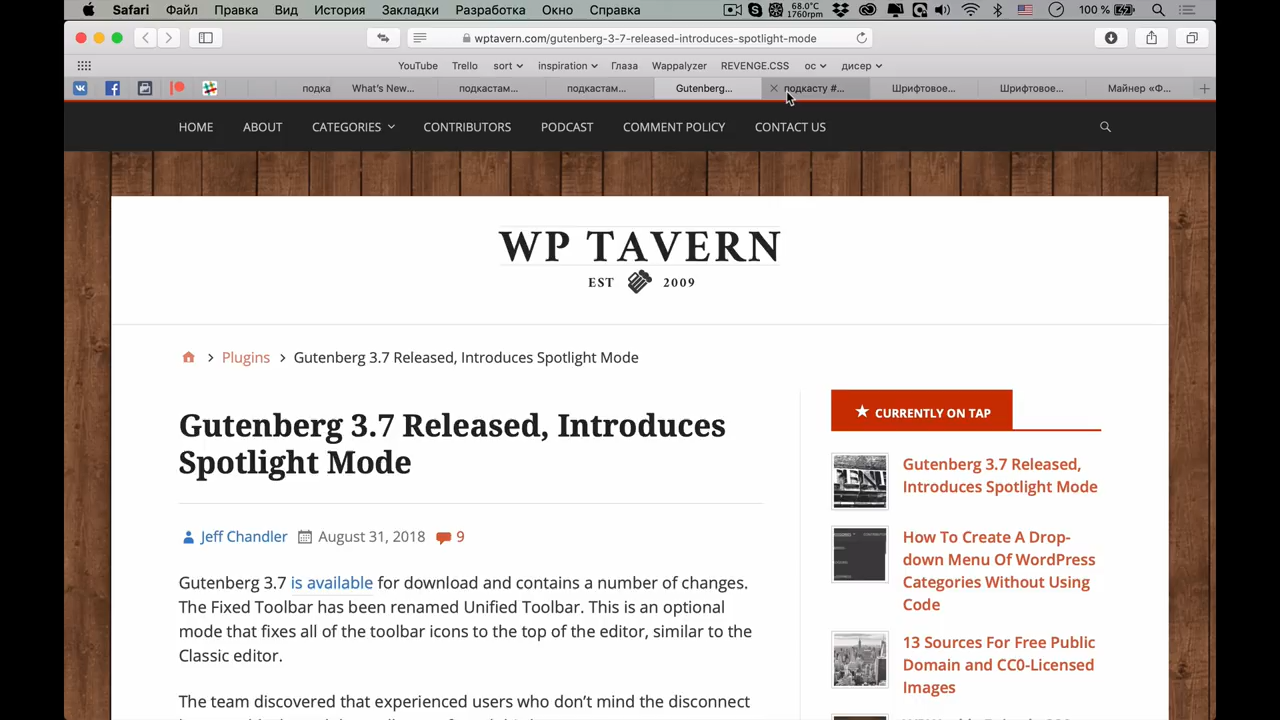 Safari Файл Правка Вид История Закладки Разработка Окно Справка 68.0°C 1760rpm 100 %
wptavern.com/gutenberg-3-7-released-introduces-spotlight-mode
YouTube Trello sort inspiration Глаза Wappalyzer REVENGE.CSS ос дисер
подка What's New... подкастам... подкастам... Gutenberg... подкасту #... Шрифтовое... Шрифтовое... Майнер «Ф...
HOME ABOUT CATEGORIES CONTRIBUTORS PODCAST COMMENT POLICY CONTACT US
WP TAVERN
EST 2009
Plugins Gutenberg 3.7 Released, Introduces Spotlight Mode
Gutenberg 3.7 Released, Introduces
Spotlight Mode
Jeff Chandler August 31, 2018 9
Gutenberg 3.7 is available for download and contains a number of changes.
The Fixed Toolbar has been renamed Unified Toolbar. This is an optional
mode that fixes all of the toolbar icons to the top of the editor, similar to the
Classic editor.
The team discovered that experienced users who don't mind the disconnect
CURRENTLY ON TAP
Gutenberg 3.7 Released,
Introduces Spotlight Mode
How To Create A Drop-
down Menu Of WordPress
Categories Without Using
Code
13 Sources For Free Public
Domain and CC0-Licensed
Images